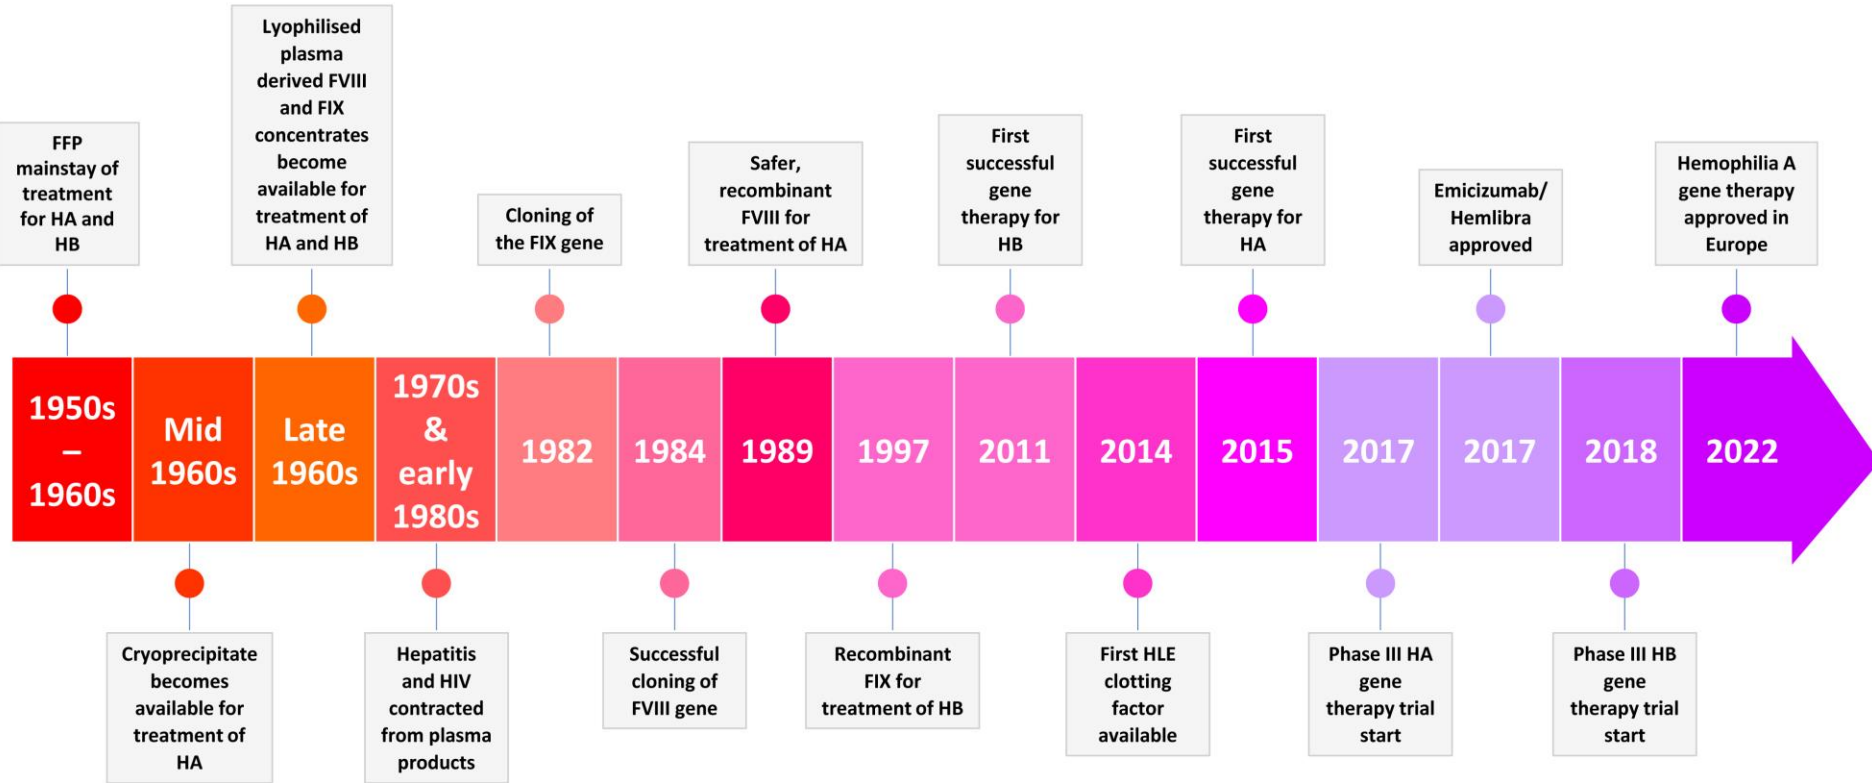 FFP
mainstay of
treatment
for HA and
HB
Lyophilised
plasma
derived FVIII
and FIX
concentrates
become
available for
treatment of
HA and HB
Cloning of
the FIX gene
Safer,
recombinant
FVIII for
treatment of HA
First
successful
gene
therapy for
HB
First
successful
gene
therapy for
HA
Emicizumab/
Hemlibra
approved
Hemophilia A
gene therapy
approved in
Europe
1950s
–
1960s
Mid
1960s
Late
1960s
1970s
&
early
1980s
1982
1984
1989
1997
2011
2014
2015
2017
2017
2018
2022
Cryoprecipitate
becomes
available for
treatment of
HA
Hepatitis
and HIV
contracted
from plasma
products
Successful
cloning of
FVIII gene
Recombinant
FIX for
treatment of HB
First HLE
clotting
factor
available
Phase III HA
gene
therapy trial
start
Phase III HB
gene
therapy trial
start